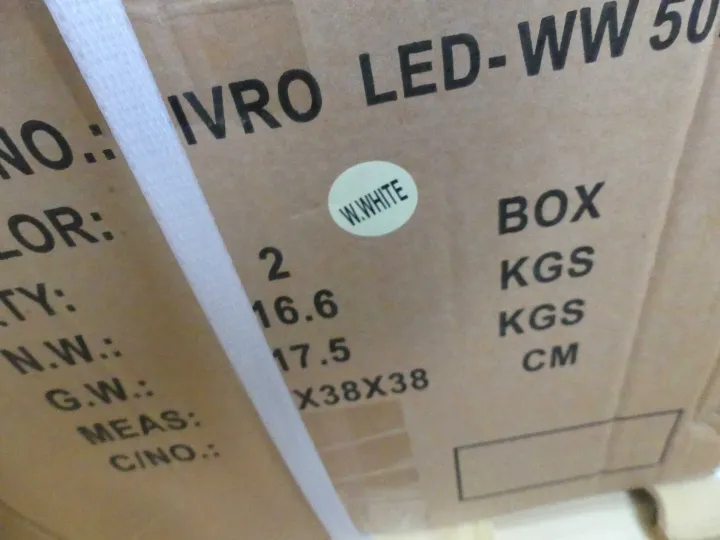 NO.: IVRO LED-WW 50
LOR: W.WHITE
TY: 2 BOX
N.W.: 16.6 KGS
G.W.: 17.5 KGS
MEAS: X38X38 CM
C/NO.: